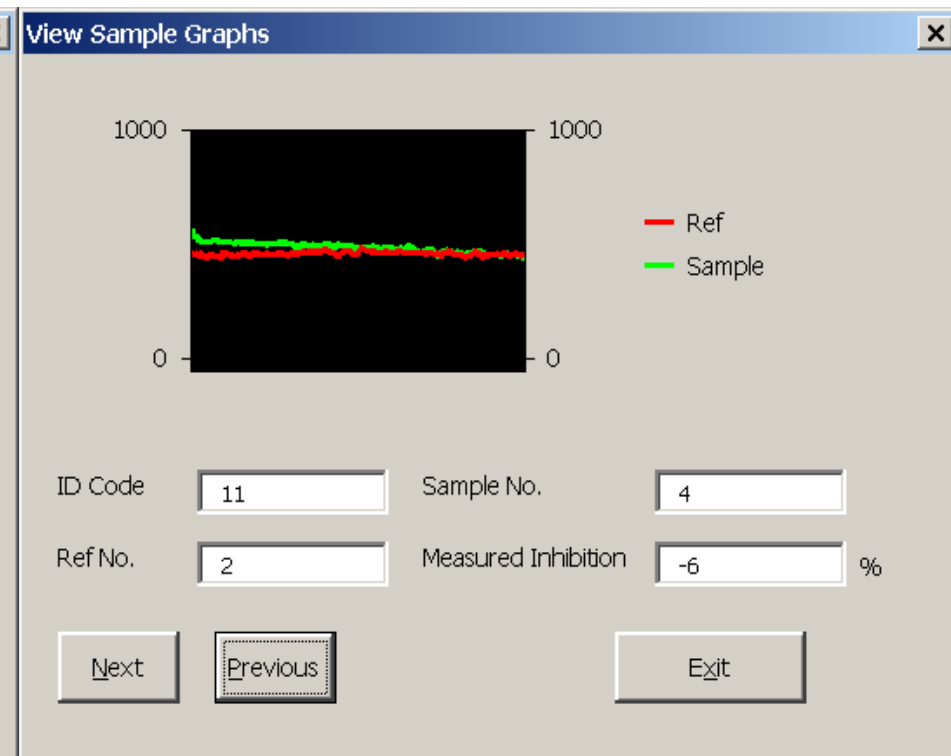 View Sample Graphs
1000 1000
Ref
Sample
0 0
ID Code 11 Sample No. 4
Ref No. 2 Measured Inhibition -6 %
Next Previous Exit